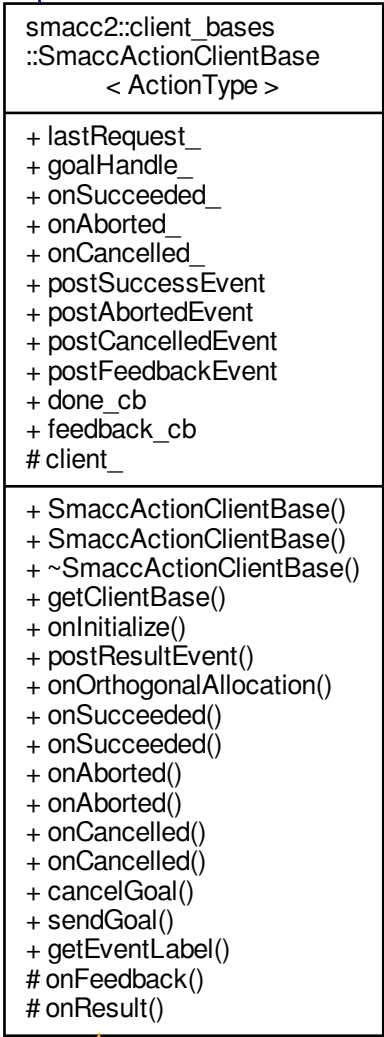 smacc2::client_bases
::SmaccActionClientBase
< ActionType >
+ lastRequest_
+ goalHandle_
+ onSucceeded_
+ onAborted_
+ onCancelled_
+ postSuccessEvent
+ postAbortedEvent
+ postCancelledEvent
+ postFeedbackEvent
+ done_cb
+ feedback_cb
# client_
+ SmaccActionClientBase()
+ SmaccActionClientBase()
+ ~SmaccActionClientBase()
+ getClientBase()
+ onInitialize()
+ postResultEvent()
+ onOrthogonalAllocation()
+ onSucceeded()
+ onSucceeded()
+ onAborted()
+ onAborted()
+ onCancelled()
+ onCancelled()
+ cancelGoal()
+ sendGoal()
+ getEventLabel()
# onFeedback()
# onResult()